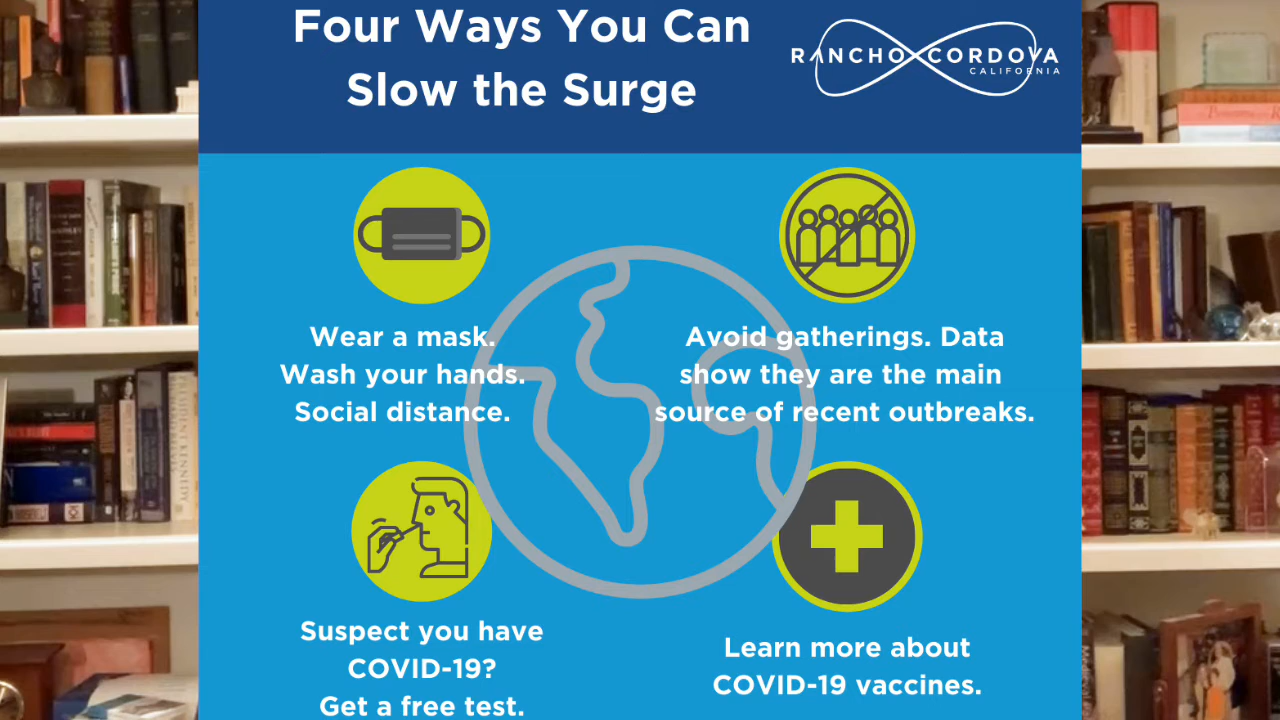 Four Ways You Can
Slow the Surge
RANCHO CORDOVA
CALIFORNIA
Wear a mask.
Wash your hands.
Social distance.
Avoid gatherings. Data
show they are the main
source of recent outbreaks.
Suspect you have
COVID-19?
Get a free test.
Learn more about
COVID-19 vaccines.